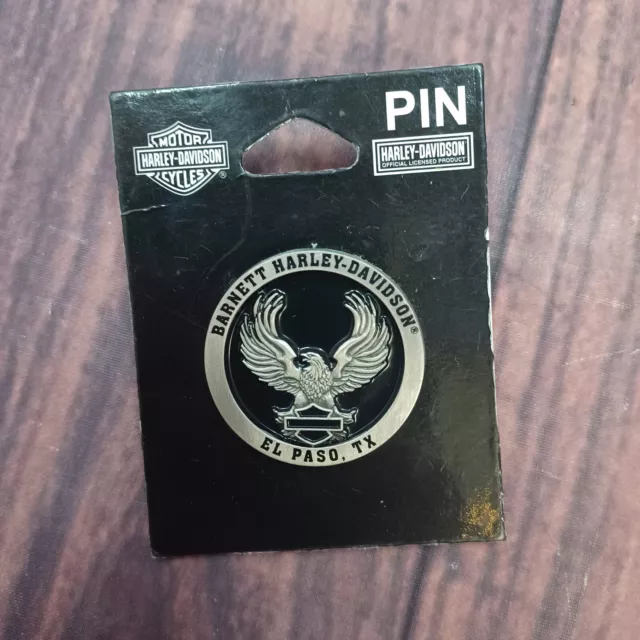 PIN
MOTOR
HARLEY-DAVIDSON
CYCLES®
HARLEY-DAVIDSON
OFFICIAL LICENSED PRODUCT
BARNETT HARLEY-DAVIDSON®
EL PASO, TX